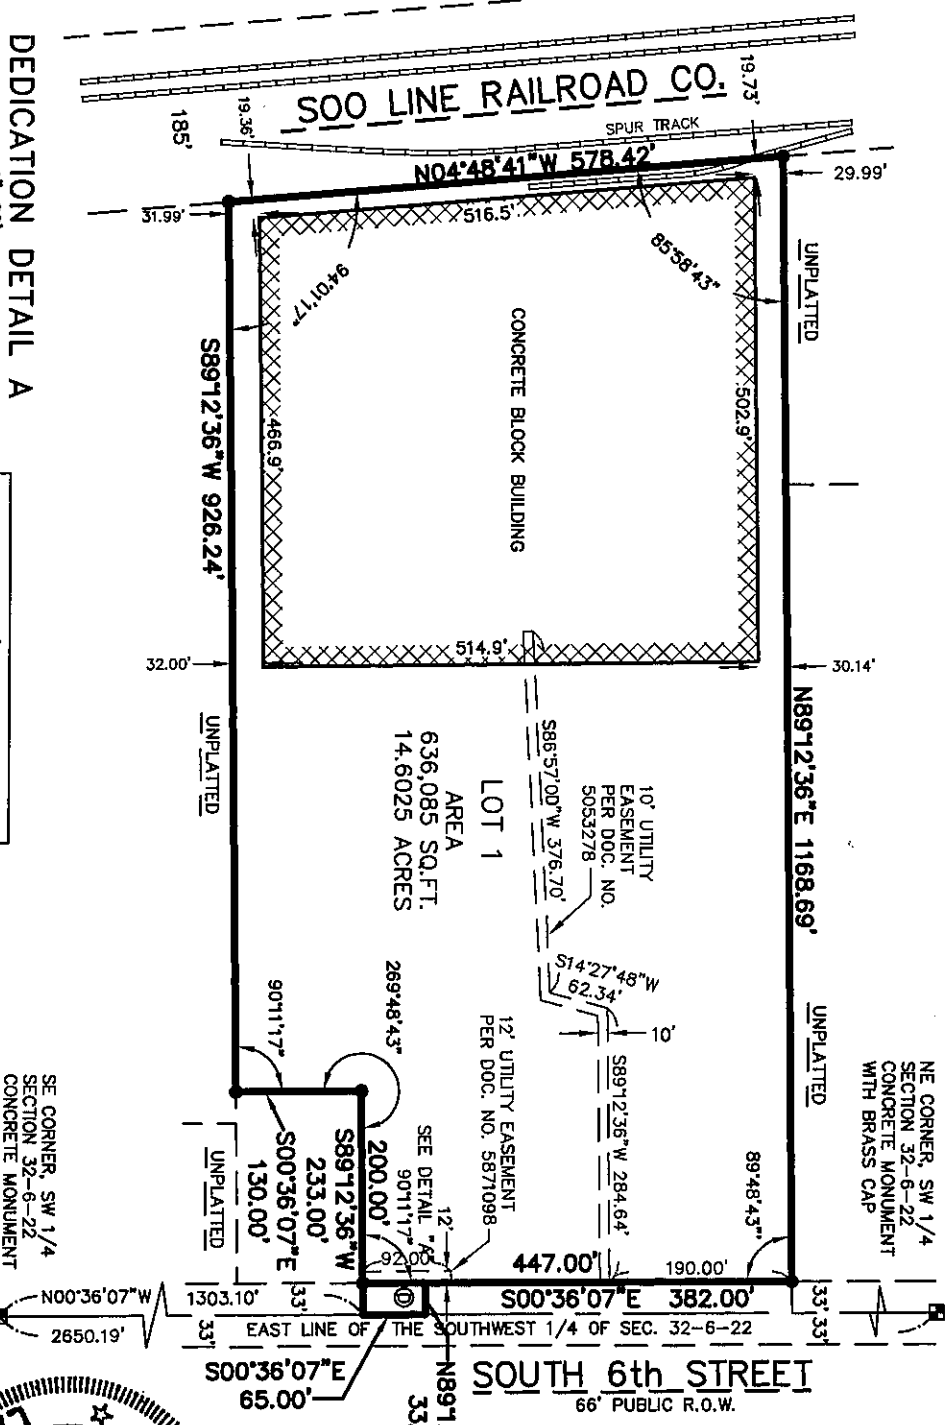 DEDICATION DETAIL A
SOO LINE RAILROAD CO.
SPUR TRACK
19.73'
19.36'
185'
N04°48'41"W 578.42'
29.99'
31.99'
516.5'
85°58'43"
94°01'17"
UNPLATTED
CONCRETE BLOCK BUILDING
502.9'
466.9'
S89°12'36"W 926.24'
514.9'
32.00'
30.14'
N89°12'36"E 1168.69'
UNPLATTED
LOT 1
AREA
636,085 SQ.FT.
14.6025 ACRES
10' UTILITY
EASEMENT
PER DOC. NO.
5053278
S86°57'00"W 376.70'
S14°27'48"W
62.34'
10'
S89°12'36"W 284.64'
UNPLATTED
NE CORNER, SW 1/4
SECTION 32-6-22
CONCRETE MONUMENT
WITH BRASS CAP
269°48'43"
90°11'17"
12' UTILITY EASEMENT
PER DOC. NO. 5871098
SEE DETAIL "A"
90°11'17"
12'
89°48'43"
200.00'
S89°12'36"W
233.00'
S00°36'07"E
130.00'
UNPLATTED
SE CORNER, SW 1/4
SECTION 32-6-22
CONCRETE MONUMENT
92.00'
447.00'
190.00'
S00°36'07"E 382.00'
33'
33'
33'
33'
N00°36'07"W
2650.19'
1303.10'
EAST LINE OF THE SOUTHWEST 1/4 OF SEC. 32-6-22
S00°36'07"E
65.00'
SOUTH 6th STREET
66' PUBLIC R.O.W.